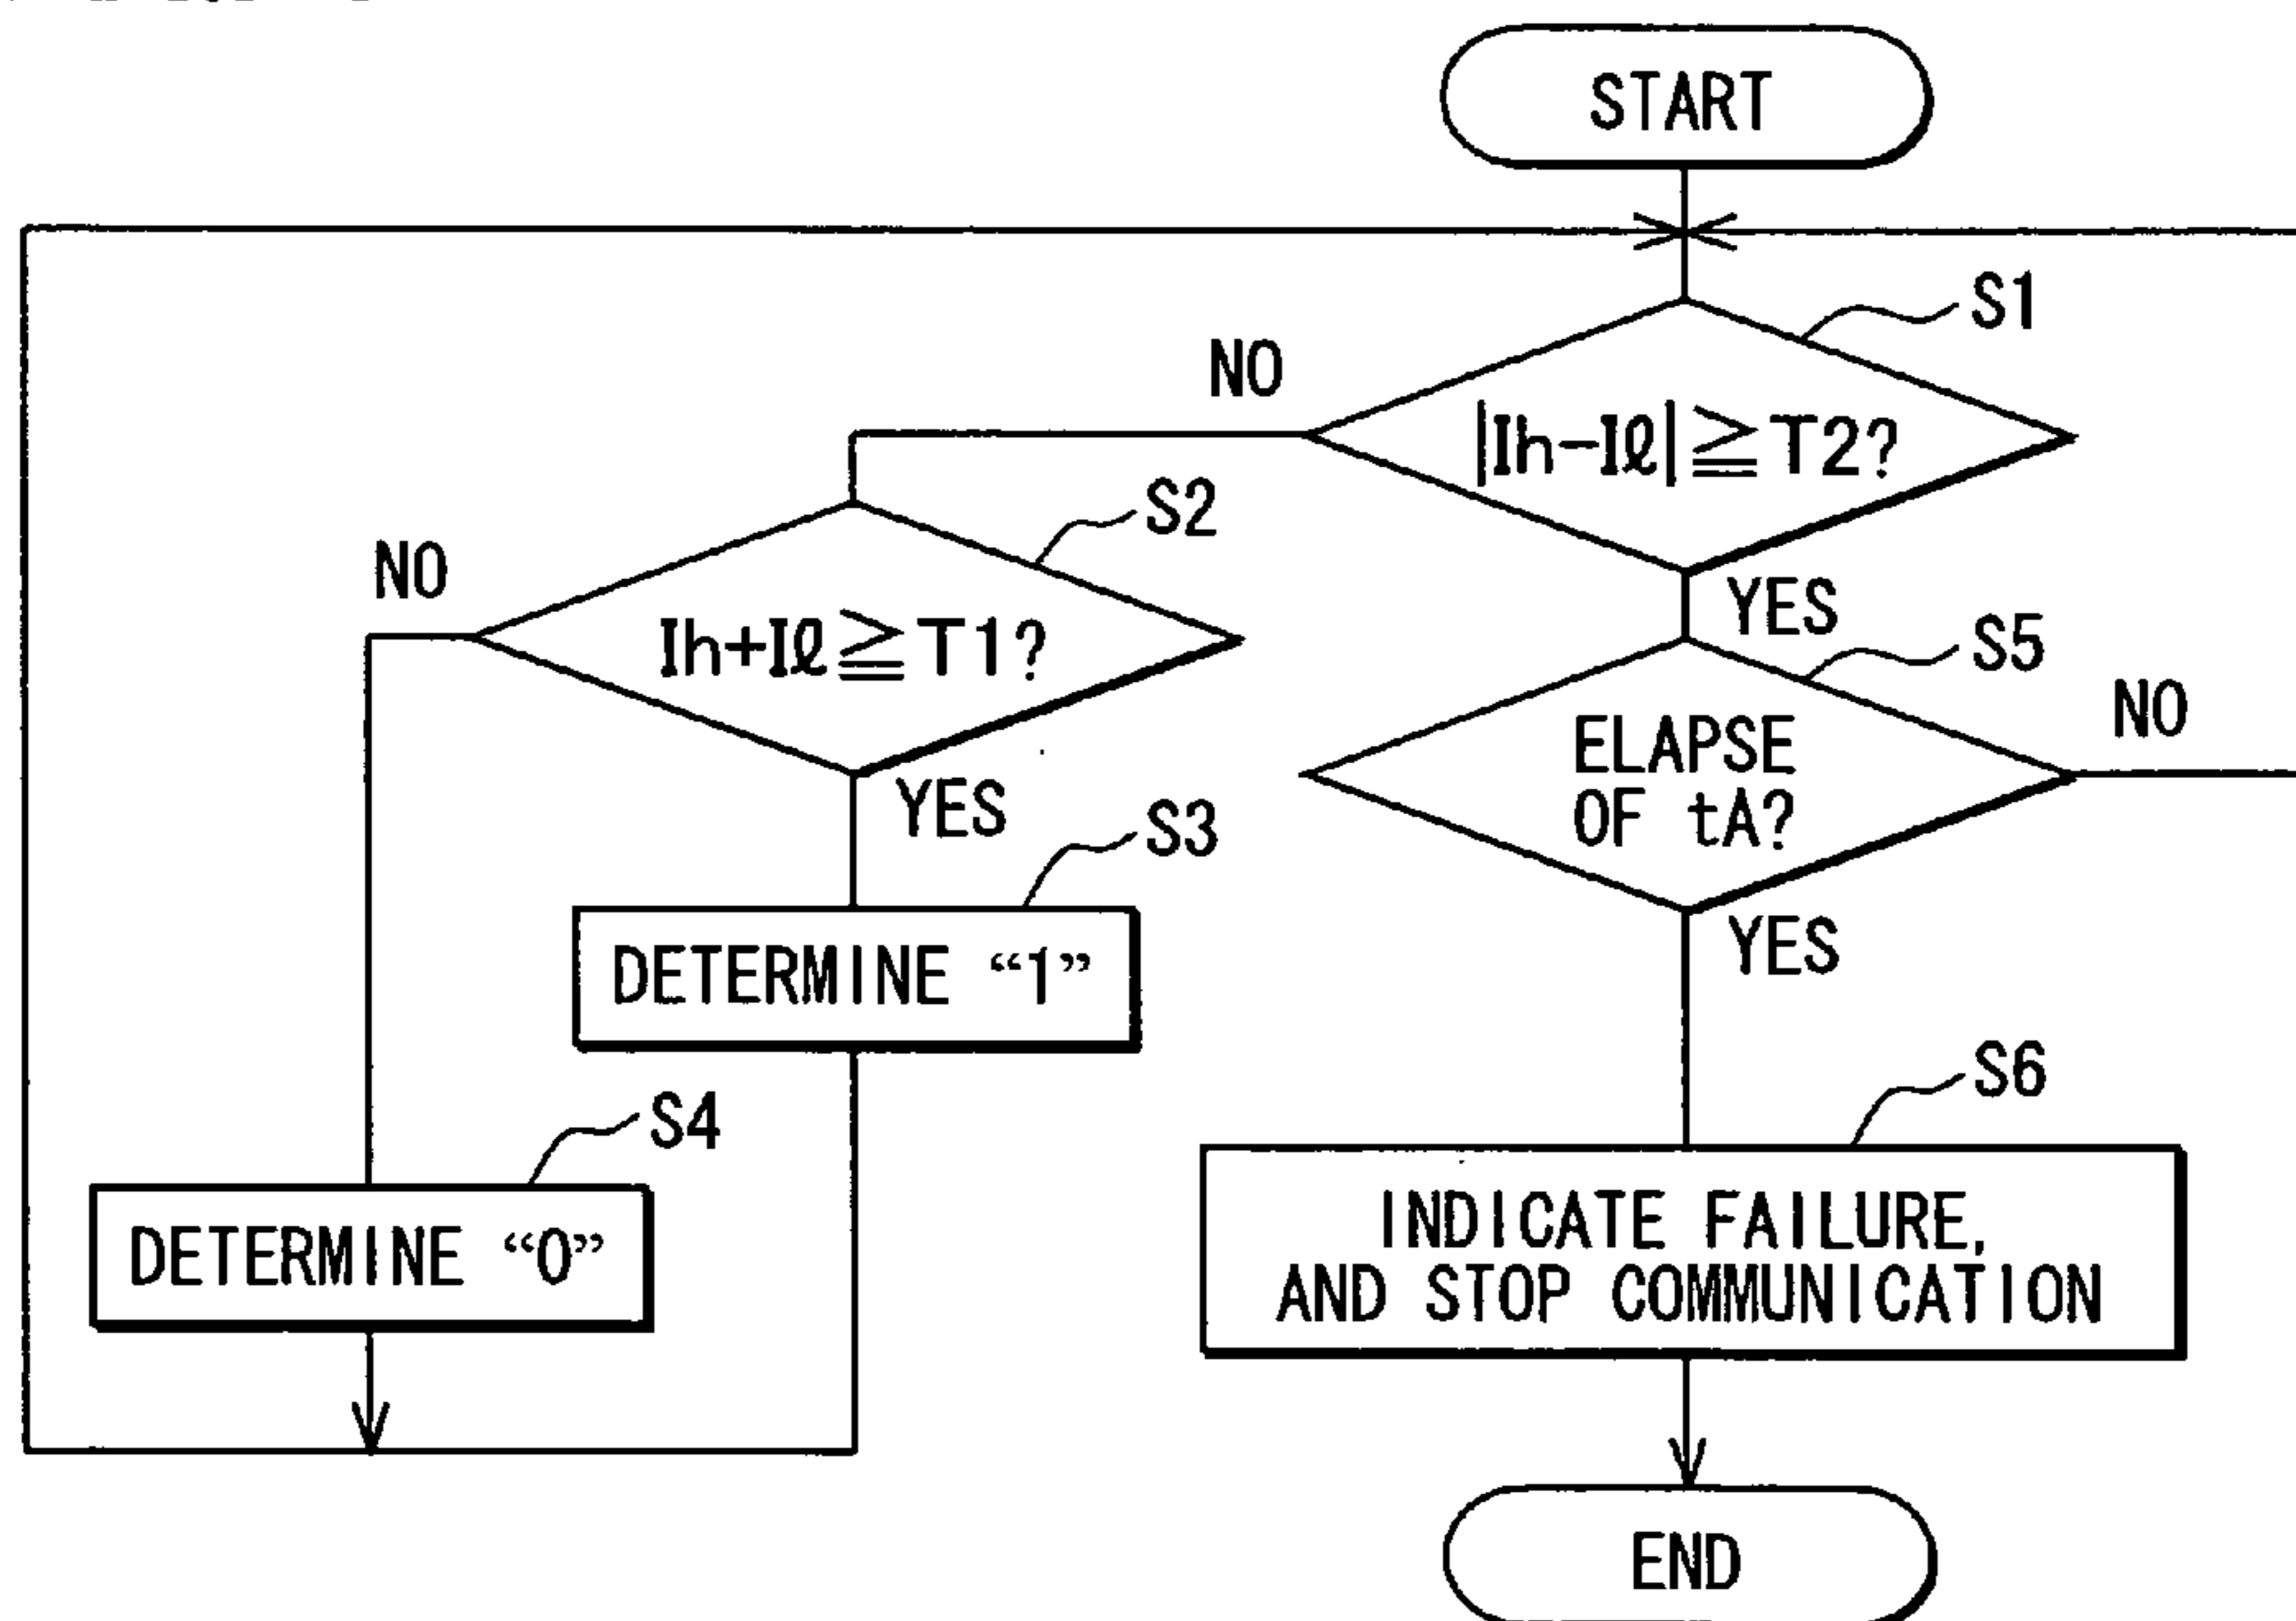 START
S1
NO
|Ih-Iℓ|≧T2?
S2
YES
NO
S5
Ih+Iℓ≧T1?
NO
ELAPSE
OF tA?
YES
S3
YES
DETERMINE “1”
S6
S4
INDICATE FAILURE,
AND STOP COMMUNICATION
DETERMINE “0”
END